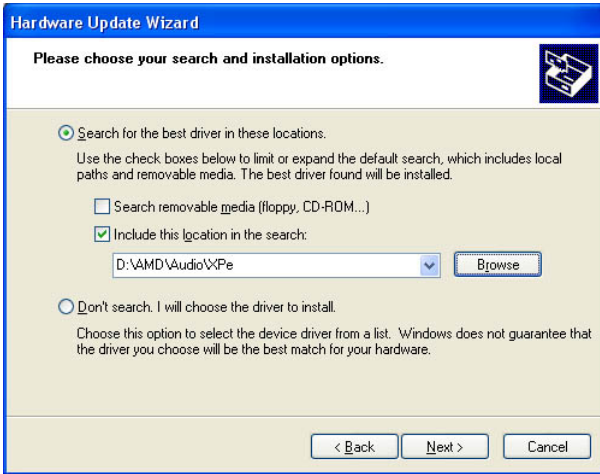 Hardware Update Wizard
Please choose your search and installation options.
Search for the best driver in these locations.
Use the check boxes below to limit or expand the default search, which includes local
paths and removable media. The best driver found will be installed.
Search removable media (floppy, CD-ROM...)
Include this location in the search:
D:\AMD\Audio\XPe
Browse
Don't search. I will choose the driver to install.
Choose this option to select the device driver from a list. Windows does not guarantee that
the driver you choose will be the best match for your hardware.
< Back
Next >
Cancel